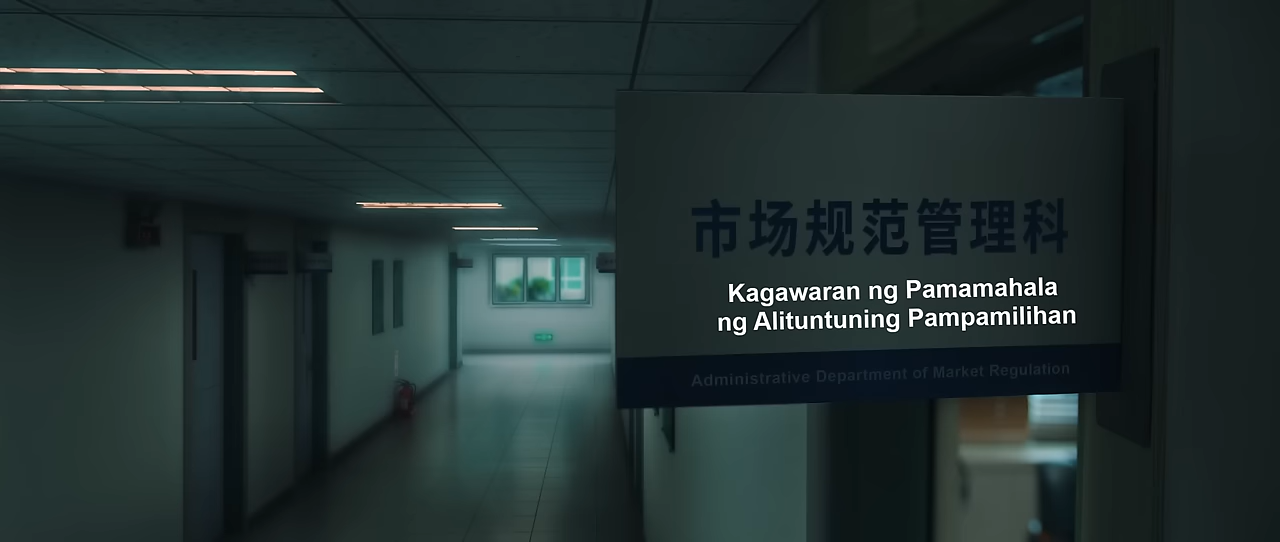 市场规范管理科
Kagawaran ng Pamamahala
ng Alituntuning Pampamilihan
Administrative Department of Market Regulation